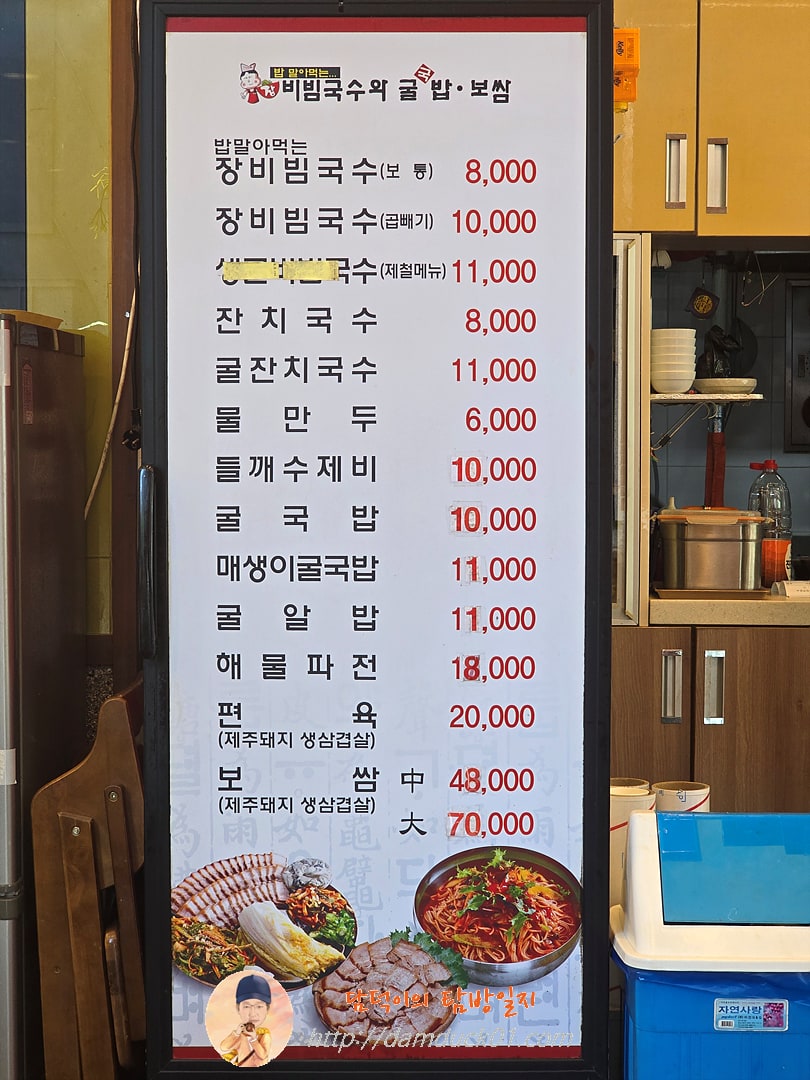 밥 말아먹는...
장비빔국수와 굴국밥·보쌈
밥말아먹는
장비빔국수(보 통) 8,000
장비빔국수(곱빼기) 10,000
국수(제철메뉴) 11,000
잔치국수 8,000
굴잔치국수 11,000
물만두 6,000
들깨수제비 10,000
굴국밥 10,000
매생이굴국밥 11,000
굴알밥 11,000
해물파전 18,000
편육 20,000
(제주돼지 생삼겹살)
보쌈 中 48,000
(제주돼지 생삼겹살)
大 70,000
탐방일지
자연사랑